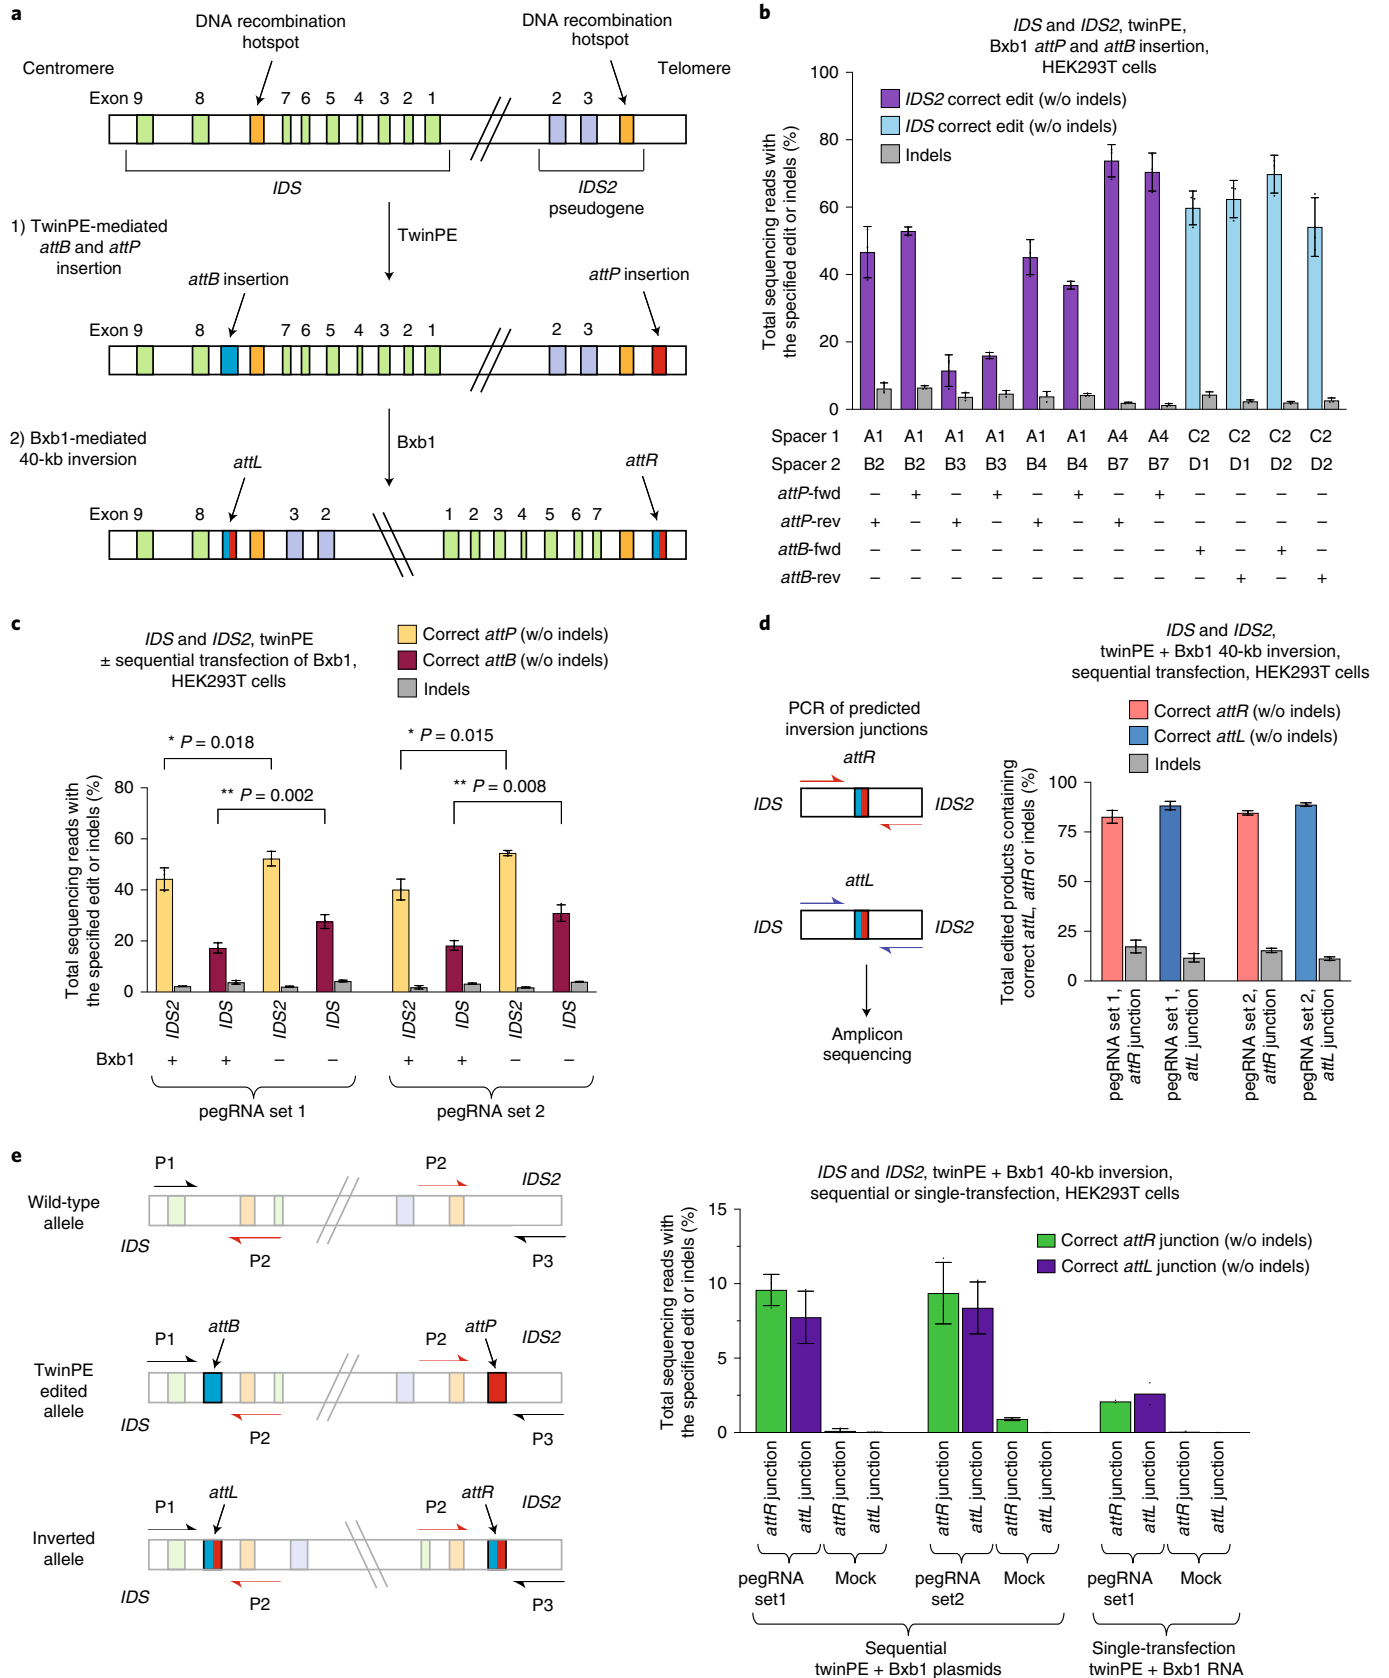 a
DNA recombination
hotspot
DNA recombination
hotspot
Centromere
Telomere
Exon 9 8 7 6 5 4 3 2 1 2 3
IDS
IDS2
pseudogene
1) TwinPE-mediated
attB and attP
insertion
TwinPE
attB insertion
attP insertion
Exon 9 8 7 6 5 4 3 2 1 2 3
2) Bxb1-mediated
40-kb inversion
Bxb1
attL
attR
Exon 9 8 3 2 1 2 3 4 5 6 7
b
IDS and IDS2, twinPE,
Bxb1 attP and attB insertion,
HEK293T cells
IDS2 correct edit (w/o indels)
IDS correct edit (w/o indels)
Indels
Total sequencing reads with
the specified edit or indels (%)
100
80
60
40
20
0
Spacer 1 A1 A1 A1 A1 A1 A1 A4 A4 C2 C2 C2 C2
Spacer 2 B2 B2 B3 B3 B4 B4 B7 B7 D1 D1 D2 D2
attP-fwd – + – + – + – + – – – –
attP-rev + – + – + – + – – – – –
attB-fwd – – – – – – – – + – + –
attB-rev – – – – – – – – – + – +
c
IDS and IDS2, twinPE
± sequential transfection of Bxb1,
HEK293T cells
Correct attP (w/o indels)
Correct attB (w/o indels)
Indels
* P = 0.018
** P = 0.002
* P = 0.015
** P = 0.008
Total sequencing reads with
the specified edit or indels (%)
80
60
40
20
0
IDS2 IDS IDS2 IDS IDS2 IDS IDS2 IDS
Bxb1 + + – – + + – –
pegRNA set 1
pegRNA set 2
d
IDS and IDS2,
twinPE + Bxb1 40-kb inversion,
sequential transfection, HEK293T cells
PCR of predicted
inversion junctions
attR
IDS IDS2
attL
IDS IDS2
Amplicon
sequencing
Correct attR (w/o indels)
Correct attL (w/o indels)
Indels
Total edited products containing
correct attL, attR or indels (%)
100
75
50
25
0
pegRNA set 1,
attR junction
pegRNA set 1,
attL junction
pegRNA set 2,
attR junction
pegRNA set 2,
attL junction
e
P1 P2 IDS2
Wild-type
allele
IDS P2 P3
P1 attB P2 attP IDS2
TwinPE
edited
allele
IDS P2 P3
P1 attL P2 attR IDS2
Inverted
allele
IDS P2 P3
IDS and IDS2, twinPE + Bxb1 40-kb inversion,
sequential or single-transfection, HEK293T cells
Correct attR junction (w/o indels)
Correct attL junction (w/o indels)
Total sequencing reads with
the specified edit or indels (%)
15
10
5
0
attR junction
attL junction
attR junction
attL junction
attR junction
attL junction
attR junction
attL junction
attR junction
attL junction
attR junction
attL junction
pegRNA
set1
Mock
pegRNA
set2
Mock
pegRNA
set1
Mock
Sequential
twinPE + Bxb1 plasmids
Single-transfection
twinPE + Bxb1 RNA